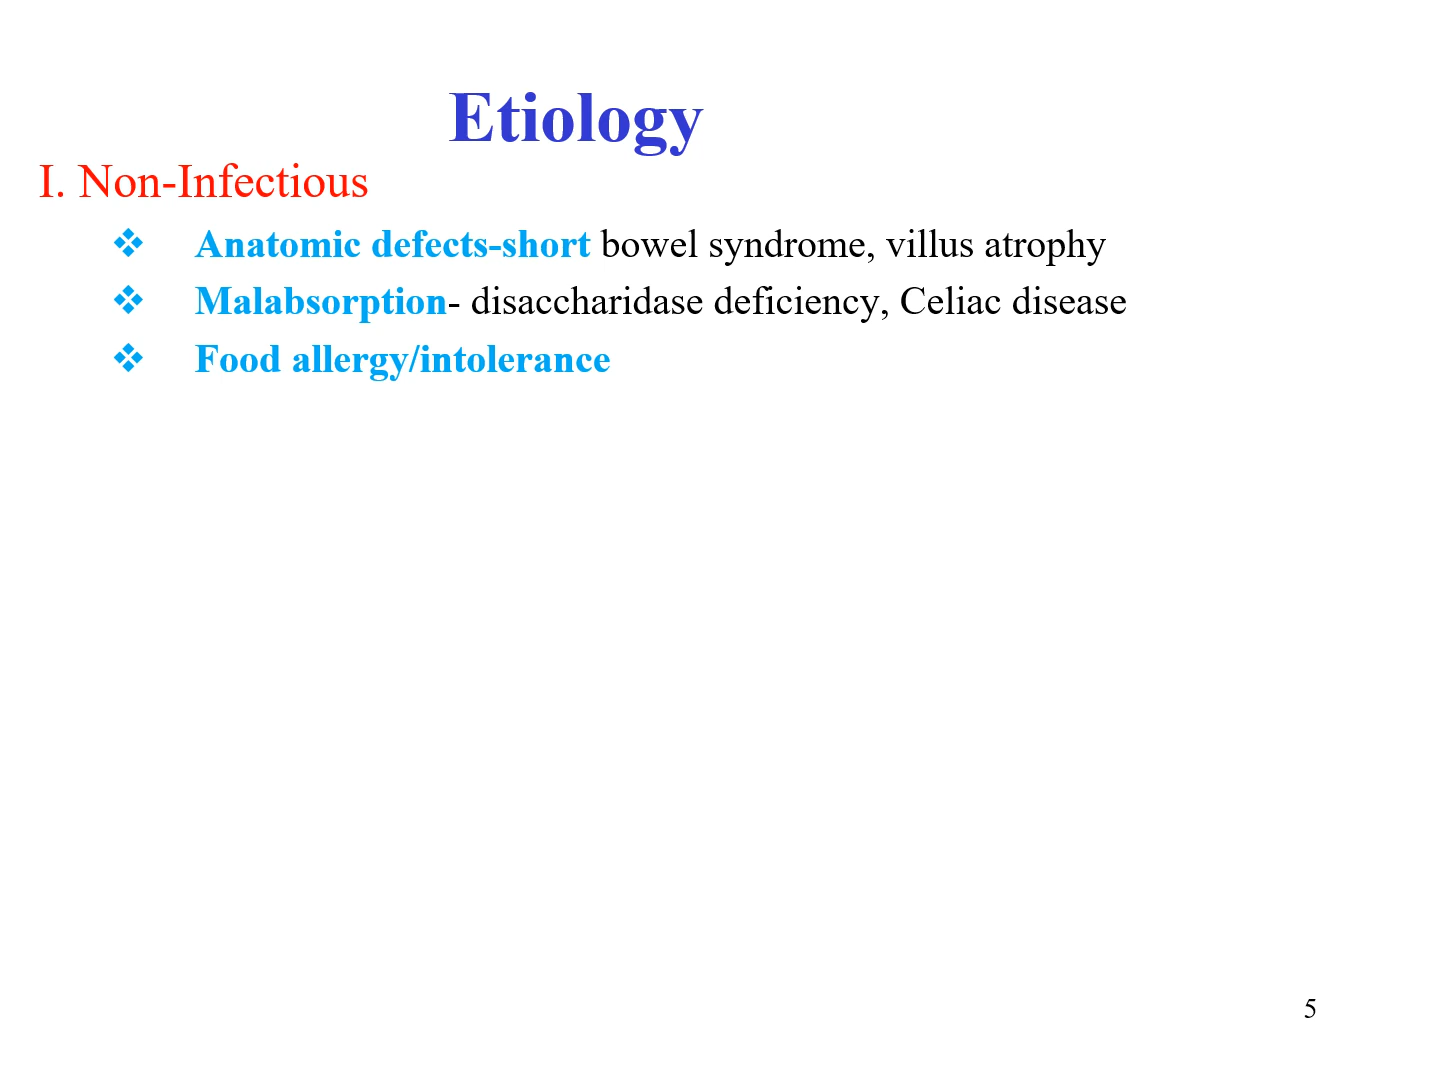 Etiology
I. Non-Infectious
❖ Anatomic defects-short bowel syndrome, villus atrophy
❖ Malabsorption- disaccharidase deficiency, Celiac disease
❖ Food allergy/intolerance
5